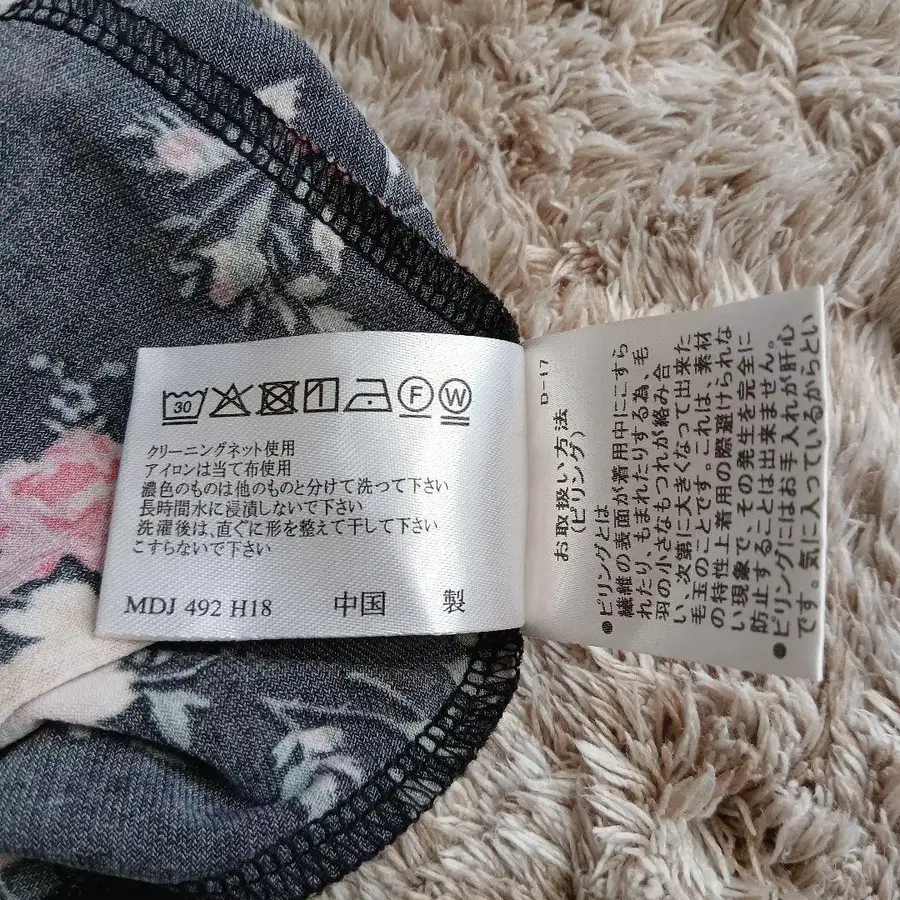 30
F
W
クリーニングネット使用
アイロンは当て布使用
濃色のものは他のものと分けて洗って下さい
長時間水に浸漬しないで下さい
洗濯後は、直ぐに形を整えて干して下さい
こすらないで下さい
MDJ 492 H18 中国 製
D-17
お取扱い方法
(ピリング)
●ピリングとは
繊維の表面が着用中にこすら
れたり、もまれたりする為、毛
羽の小さなもつれが絡み合
い、次第に大きくなって出来た
毛玉のことです。これは、素材
の特性上着用の際避けられな
い現象で、その発生を完全に
防止することは出来ません。
●ピリングにはお手入れが肝心
です。気に入っているからとい